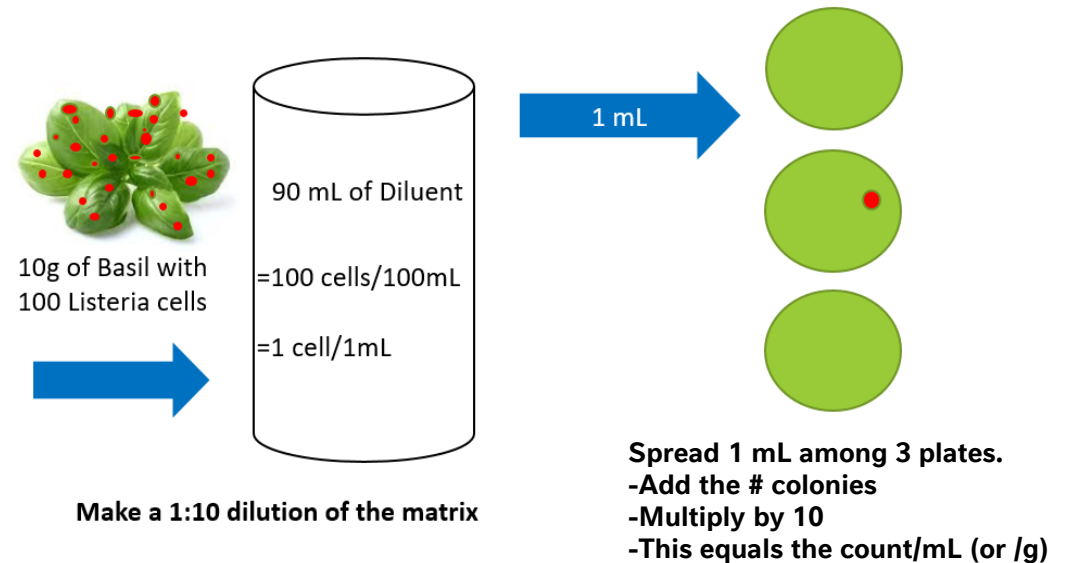 10g of Basil with
100 Listeria cells
90 mL of Diluent
=100 cells/100mL
=1 cell/1mL
Make a 1:10 dilution of the matrix
1 mL
Spread 1 mL among 3 plates.
-Add the # colonies
-Multiply by 10
-This equals the count/mL (or /g)